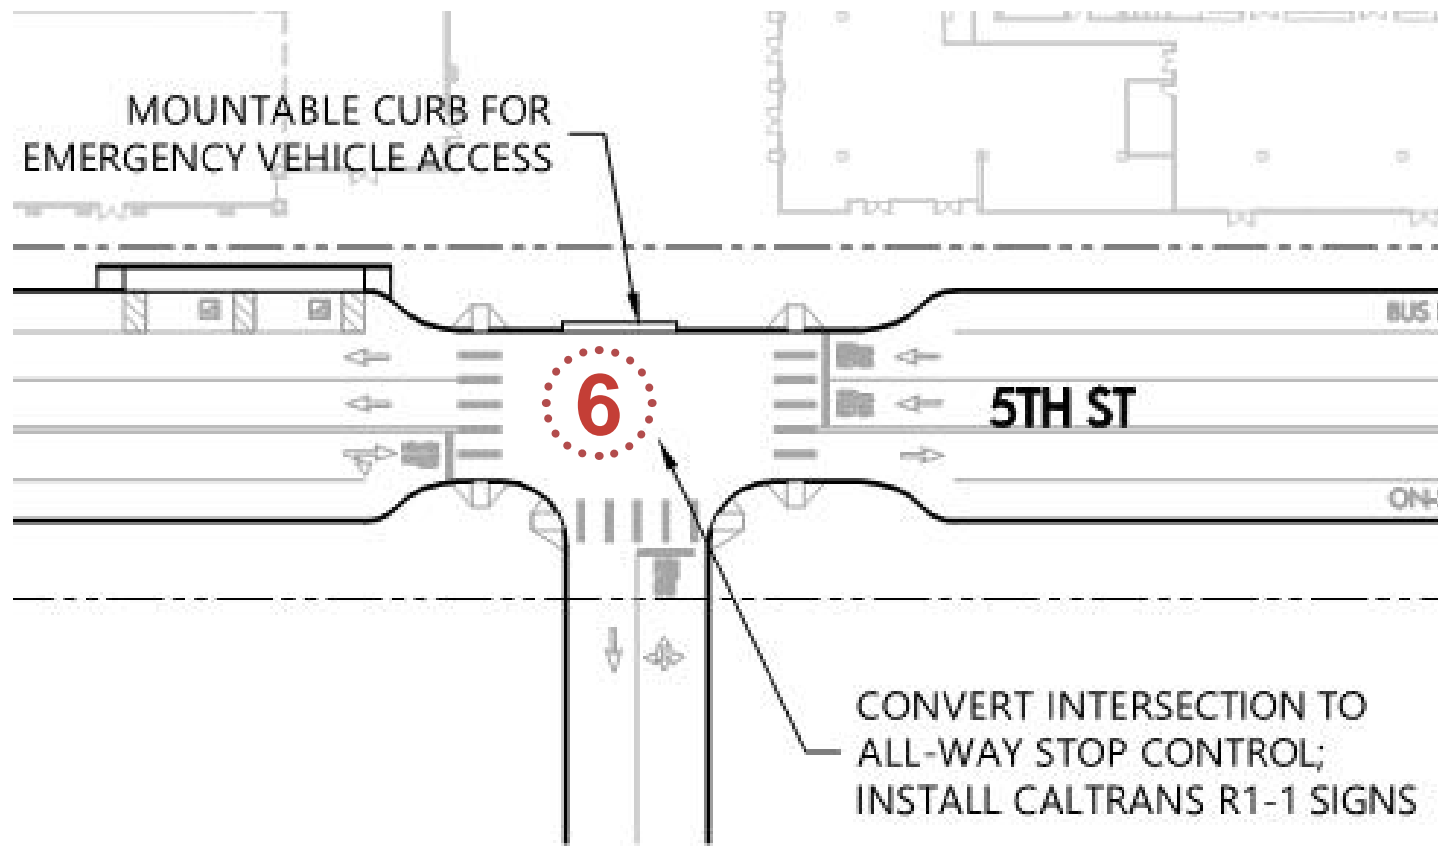 MOUNTABLE CURB FOR
EMERGENCY VEHICLE ACCESS
BUS
6
5TH ST
CONVERT INTERSECTION TO
ALL-WAY STOP CONTROL;
INSTALL CALTRANS R1-1 SIGNS